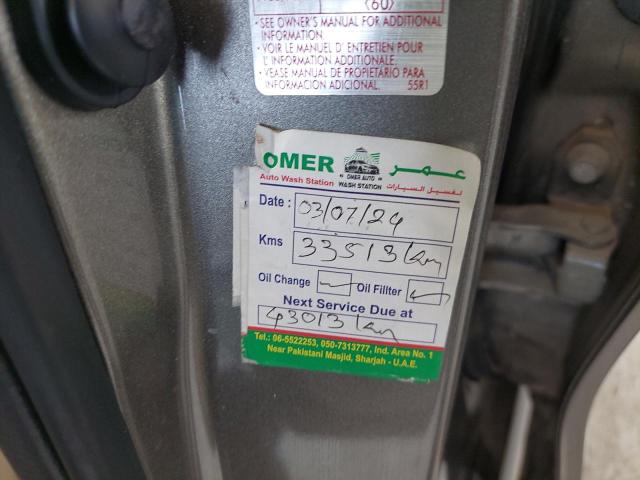 (60)
• SEE OWNER'S MANUAL FOR ADDITIONAL
INFORMATION
• VOIR LE MANUEL D' ENTRETIEN POUR
L'INFORMATION ADDITIONALE.
• VEASE MANUAL DE PROPIETARIO PARA
INFORMACION ADICIONAL. 55R1
OMER عمر
Auto Wash Station لغسيل السيارات
OMER AUTO
WASH STATION
Date : 03/07/24
Kms 33513 km
Oil Change Oil Fillter
Next Service Due at
43013 km
Tel.: 06-5522253, 050-7313777, Ind. Area No. 1
Near Pakistani Masjid, Sharjah - U.A.E.